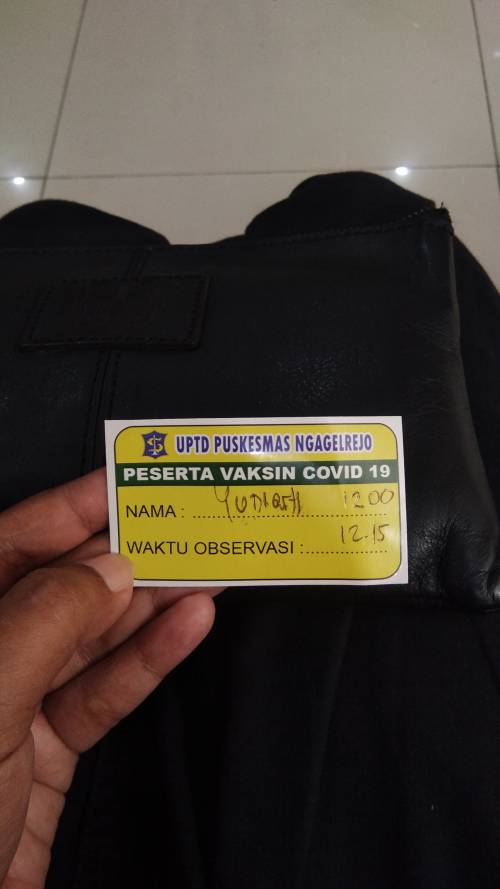 UPTD PUSKESMAS NGAGELREJO
PESERTA VAKSIN COVID 19
NAMA : 12 00
WAKTU OBSERVASI : 12.15